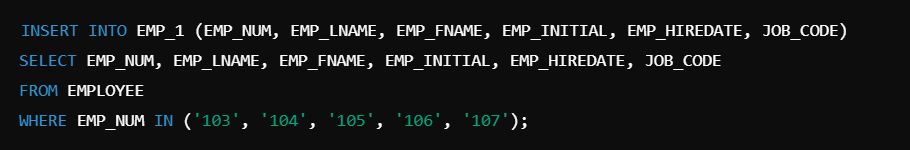 INSERT INTO EMP_1 (EMP_NUM, EMP_LNAME, EMP_FNAME, EMP_INITIAL, EMP_HIREDATE, JOB_CODE)
SELECT EMP_NUM, EMP_LNAME, EMP_FNAME, EMP_INITIAL, EMP_HIREDATE, JOB_CODE
FROM EMPLOYEE
WHERE EMP_NUM IN ('103', '104', '105', '106', '107');